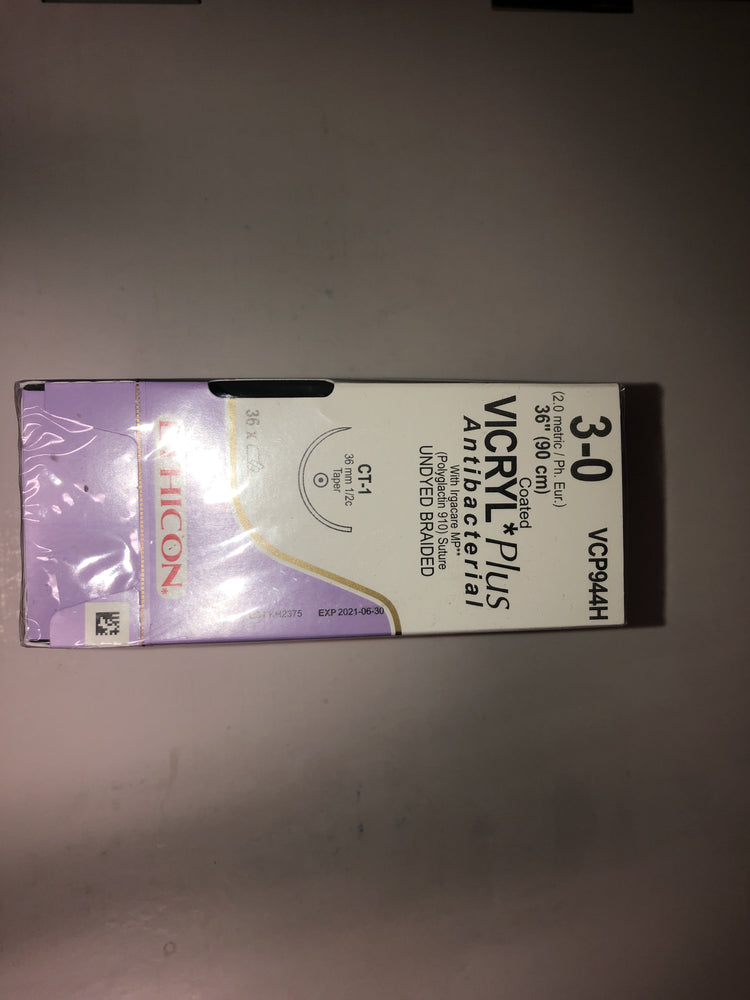 3-0 VCP944H
(2.0 metric / Ph. Eur.)
36" (90 cm)
Coated
VICRYL* Plus
Antibacterial
With Irgacare MP**
(Polyglactin 910) Suture
UNDYED BRAIDED
CT-1
36 mm 1/2c
Taper
EXP 2021-06-30
36 x
HICON*